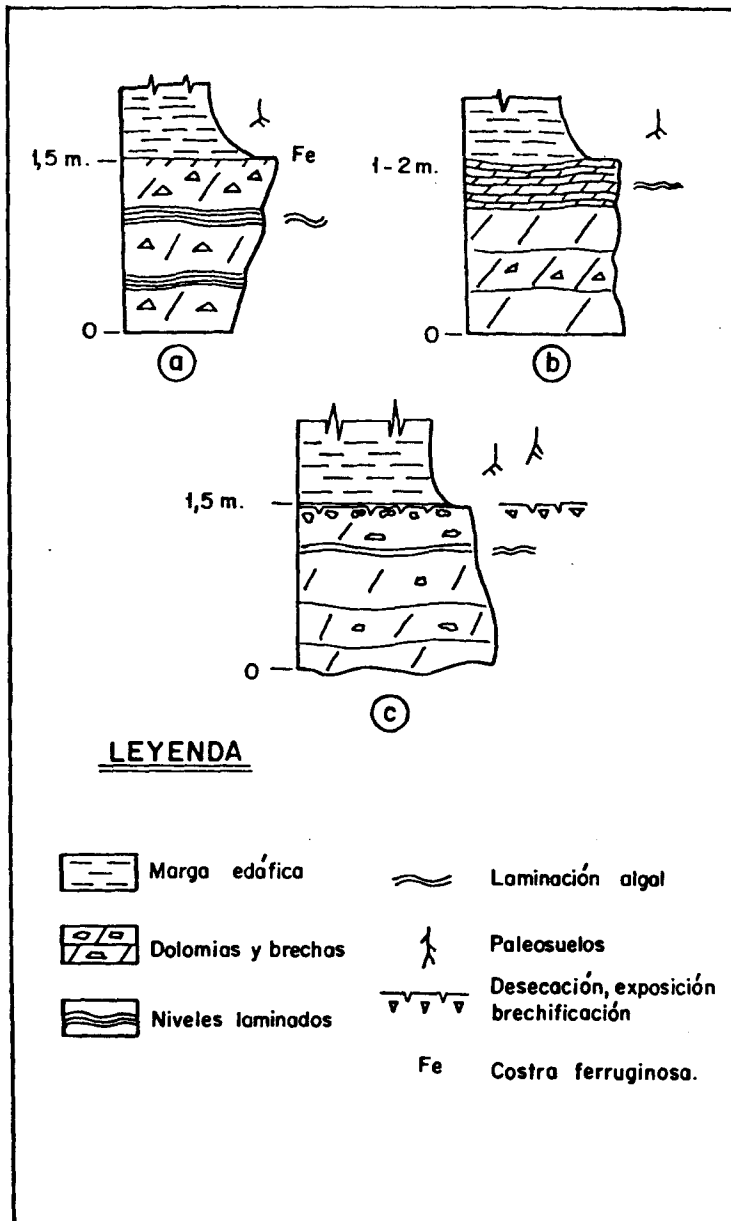 1,5 m.
Fe
0
a
1-2 m.
0
b
1,5 m.
0
c
LEYENDA
Marga edáfica
Laminación algal
Dolomias y brechas
Paleosuelos
Niveles laminados
Desecación, exposición
brechificación
Fe
Costra ferruginosa.